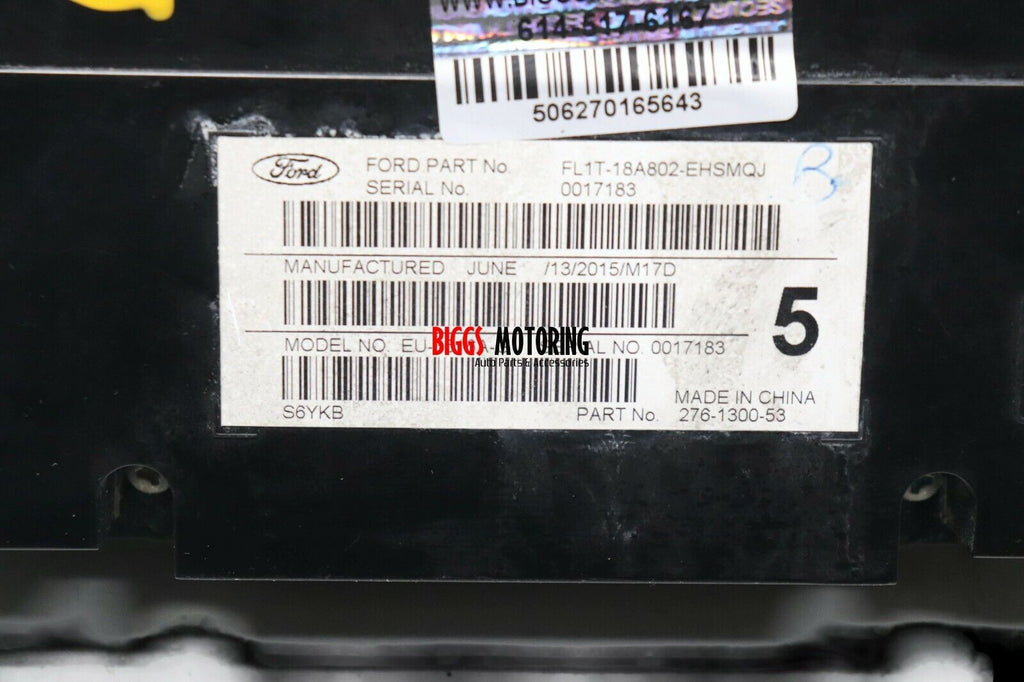 614-517-6167
506270165643
Ford FORD PART No. FL1T-18A802-EHSMQJ B
SERIAL No. 0017183
MANUFACTURED JUNE /13/2015/M17D
5
MODEL NO. EU- NO. 0017183
BIGGS MOTORING
Auto Parts & Accessories
MADE IN CHINA
S6YKB PART No. 276-1300-53